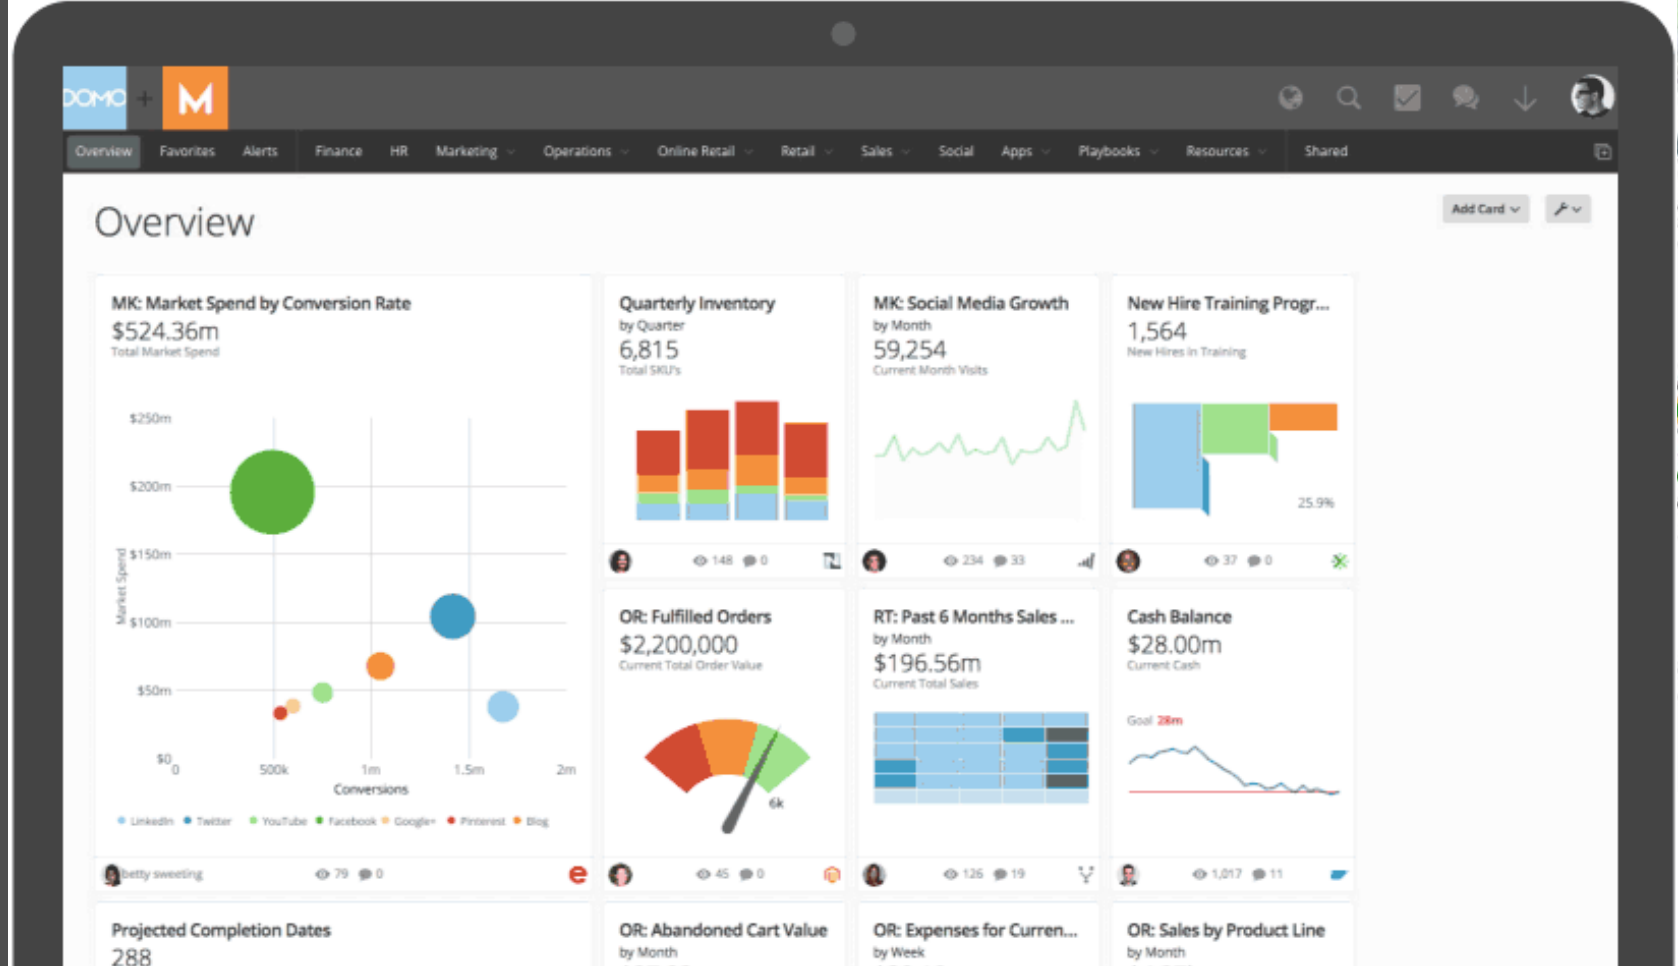 DOMO + M
Overview Favorites Alerts Finance HR Marketing Operations Online Retail Retail Sales Social Apps Playbooks Resources Shared
Overview
Add Card
MK: Market Spend by Conversion Rate
$524.36m
Total Market Spend
$250m
$200m
$150m
$100m
$50m
$0
Market Spend
0 500k 1m 1.5m 2m
Conversions
LinkedIn Twitter YouTube Facebook Google+ Pinterest Blog
betty sweeting 79 0
Quarterly Inventory
by Quarter
6,815
Total SKU's
148 0
MK: Social Media Growth
by Month
59,254
Current Month Visits
234 33
New Hire Training Progr...
1,564
New Hires in Training
25.9%
37 0
OR: Fulfilled Orders
$2,200,000
Current Total Order Value
6k
45 0
RT: Past 6 Months Sales ...
by Month
$196.56m
Current Total Sales
126 19
Cash Balance
$28.00m
Current Cash
Goal 28m
1,017 11
Projected Completion Dates
288
OR: Abandoned Cart Value
by Month
OR: Expenses for Curren...
by Week
OR: Sales by Product Line
by Month